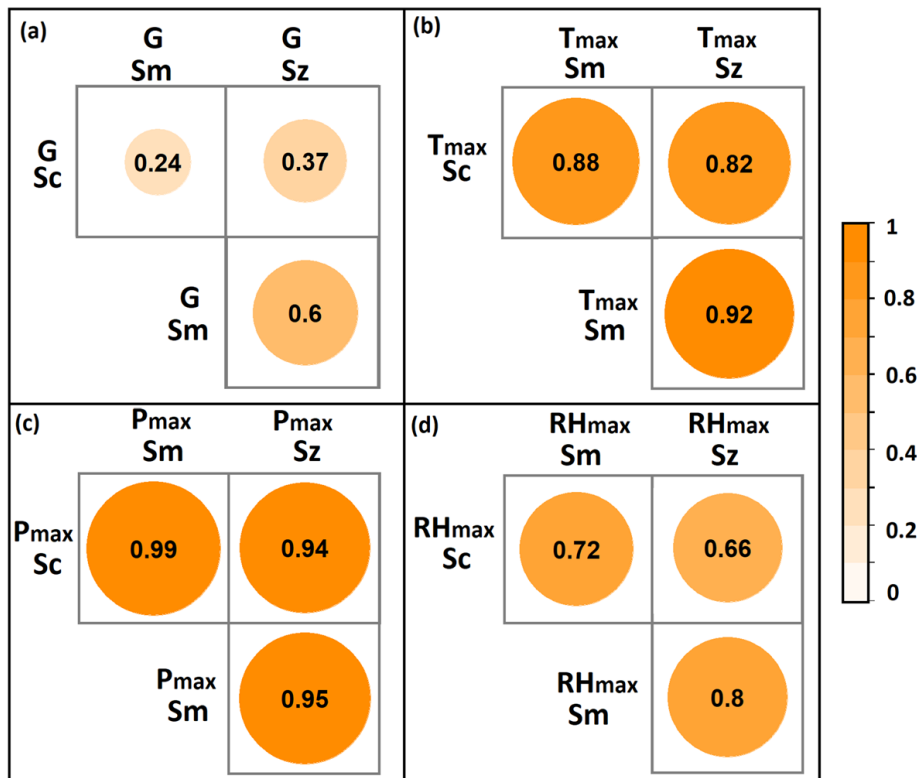 (a)
G
Sm
G
Sz
G
Sc
0.24
0.37
G
Sm
0.6
(b)
Tmax
Sm
Tmax
Sz
Tmax
Sc
0.88
0.82
Tmax
Sm
0.92
(c)
Pmax
Sm
Pmax
Sz
Pmax
Sc
0.99
0.94
Pmax
Sm
0.95
(d)
RHmax
Sm
RHmax
Sz
RHmax
Sc
0.72
0.66
RHmax
Sm
0.8
1
0.8
0.6
0.4
0.2
0